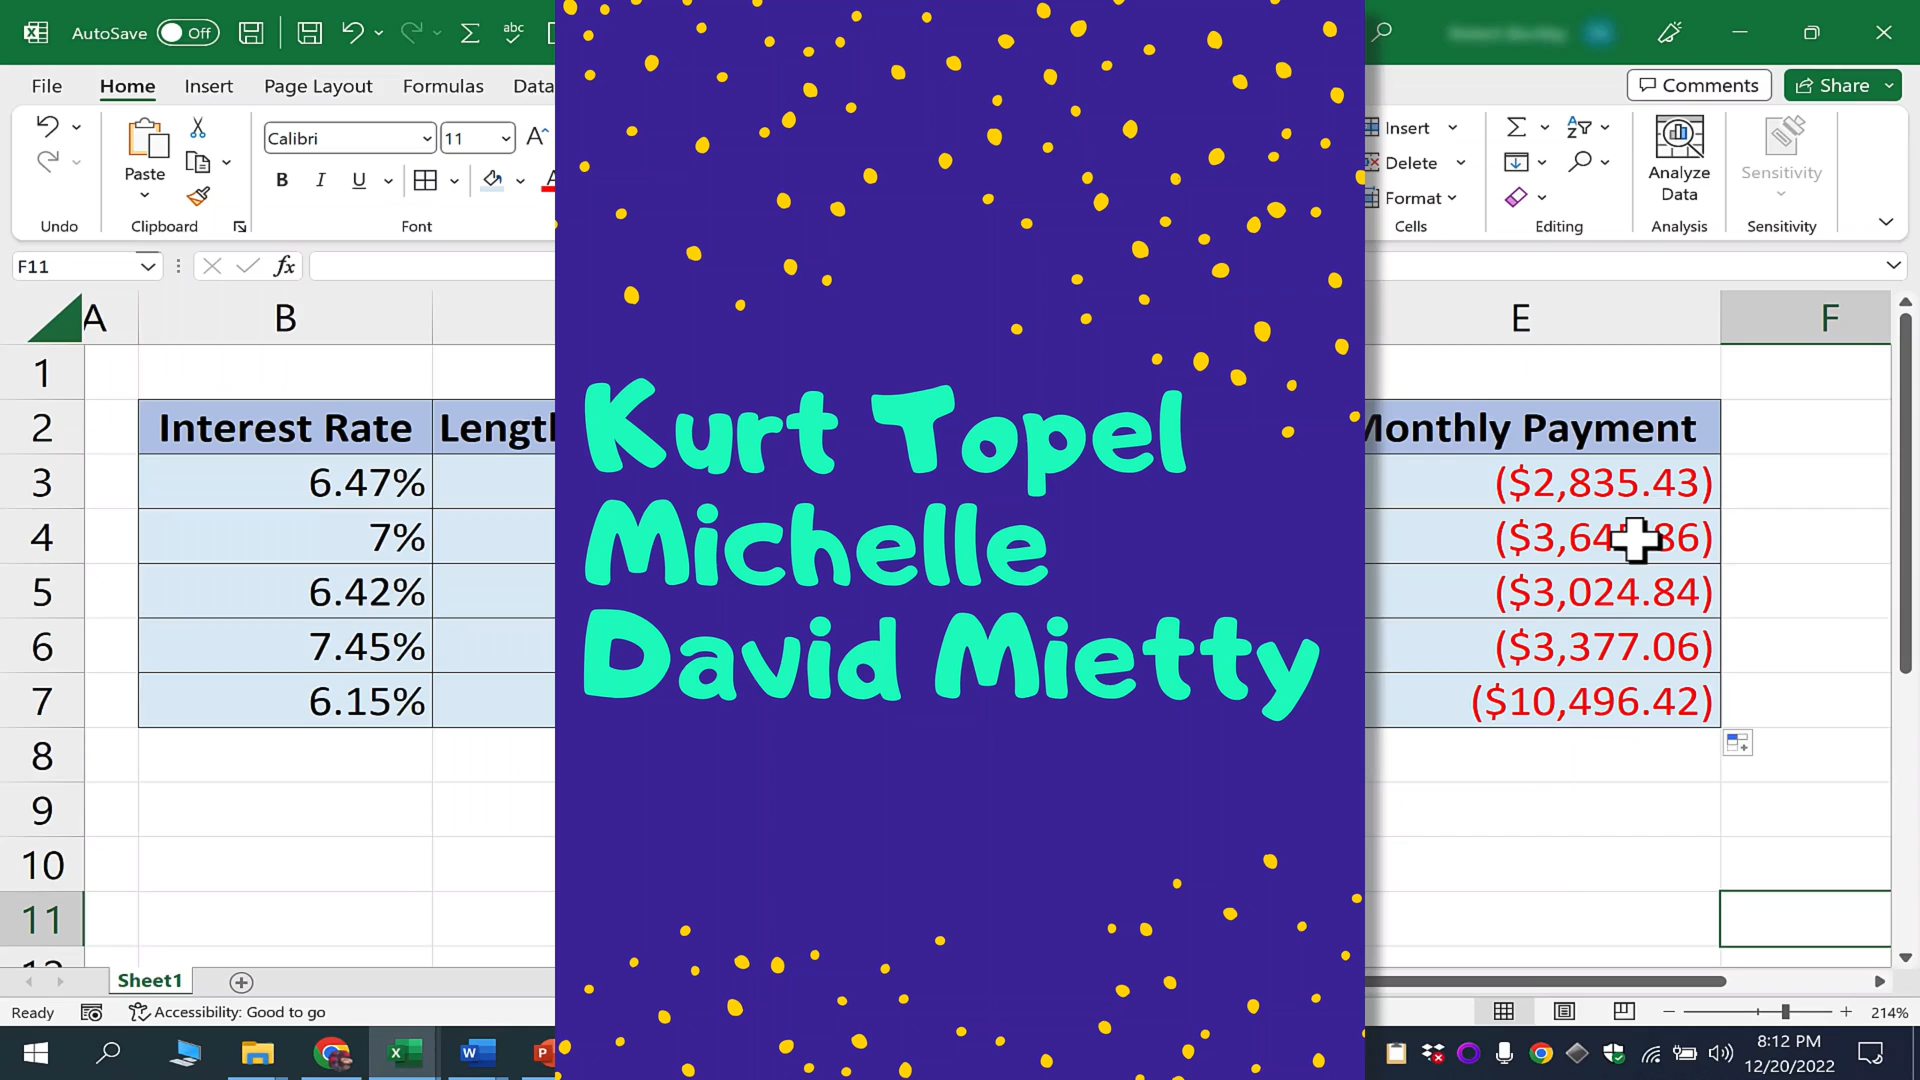 AutoSave Off
File Home Insert Page Layout Formulas Data
Comments Share
Calibri 11
Paste
B I U
Insert
Delete
Format
Analyze
Data
Sensitivity
Undo Clipboard Font Cells Editing Analysis Sensitivity
F11 fx
A B E F
1
2 Interest Rate Monthly Payment
3 6.47% ($2,835.43)
4 7%
5 6.42% ($3,024.84)
6 7.45% ($3,377.06)
7 6.15% ($10,496.42)
8
9
10
11
Kurt Topel
Michelle
David Mietty
Sheet1
Ready Accessibility: Good to go 214%
8:12 PM
12/20/2022